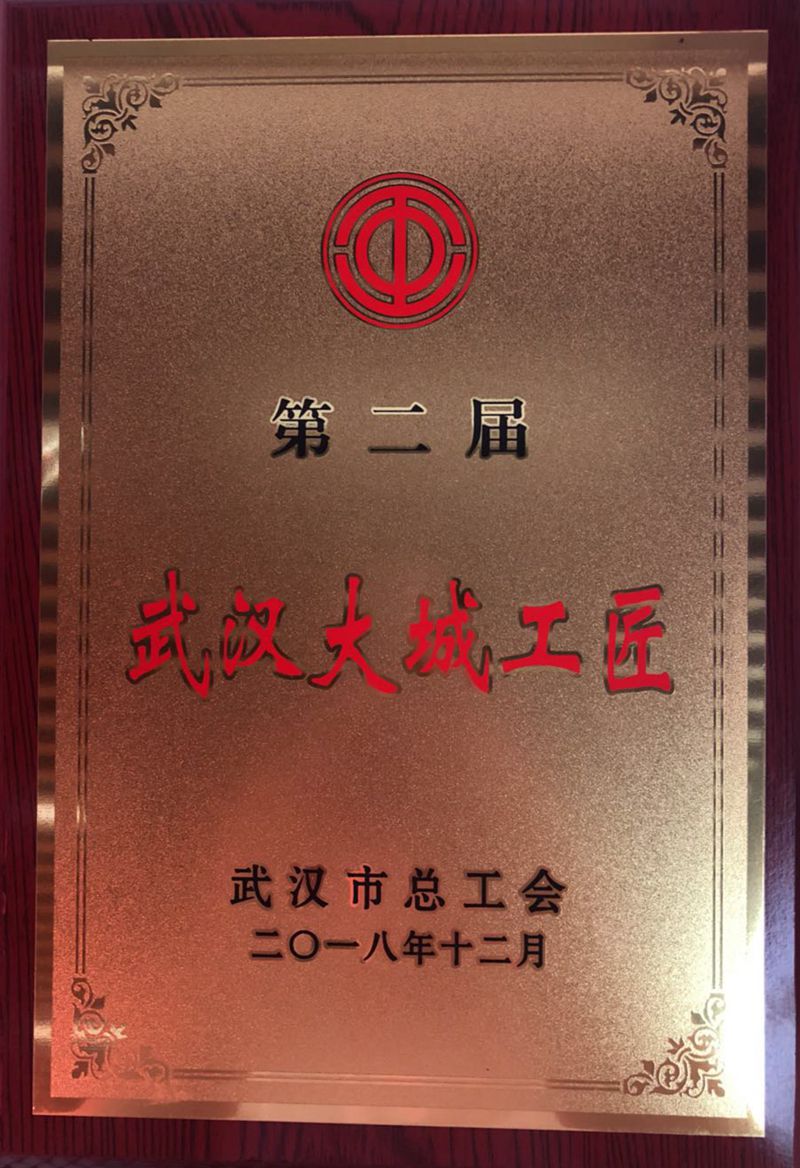 第二届
武汉大城工匠
武汉市总工会
二〇一八年十二月